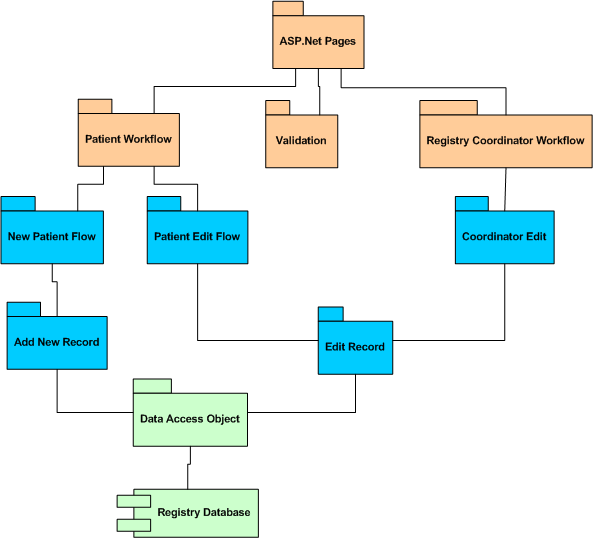 ASP.Net Pages
Patient Workflow
Validation
Registry Coordinator Workflow
New Patient Flow
Patient Edit Flow
Coordinator Edit
Add New Record
Edit Record
Data Access Object
Registry Database